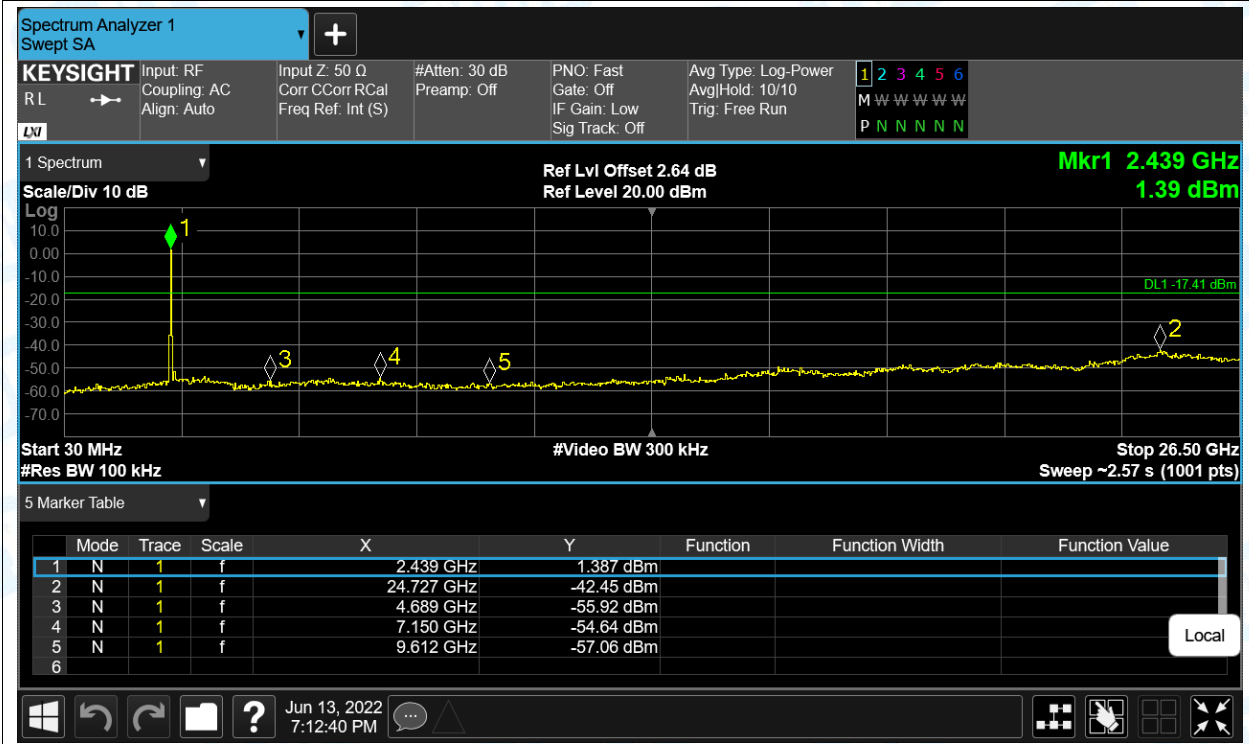 Spectrum Analyzer 1
Swept SA
+
KEYSIGHT
R L
LXI
Input: RF
Coupling: AC
Align: Auto
Input Z: 50 Ω
Corr CCorr RCal
Freq Ref: Int (S)
#Atten: 30 dB
Preamp: Off
PNO: Fast
Gate: Off
IF Gain: Low
Sig Track: Off
Avg Type: Log-Power
Avg|Hold: 10/10
Trig: Free Run
1 2 3 4 5 6
M W W W W W
P N N N N N
1 Spectrum
Scale/Div 10 dB
Ref Lvl Offset 2.64 dB
Ref Level 20.00 dBm
Mkr1 2.439 GHz
1.39 dBm
Log
10.0
0.00
-10.0
-20.0
-30.0
-40.0
-50.0
-60.0
-70.0
1
DL1 -17.41 dBm
2
3
4
5
Start 30 MHz
#Video BW 300 kHz
Stop 26.50 GHz
#Res BW 100 kHz
Sweep ~2.57 s (1001 pts)
5 Marker Table
Mode Trace Scale X Y Function Function Width Function Value
1 N 1 f 2.439 GHz 1.387 dBm
2 N 1 f 24.727 GHz -42.45 dBm
3 N 1 f 4.689 GHz -55.92 dBm
4 N 1 f 7.150 GHz -54.64 dBm
5 N 1 f 9.612 GHz -57.06 dBm
6
Local
?
Jun 13, 2022
7:12:40 PM